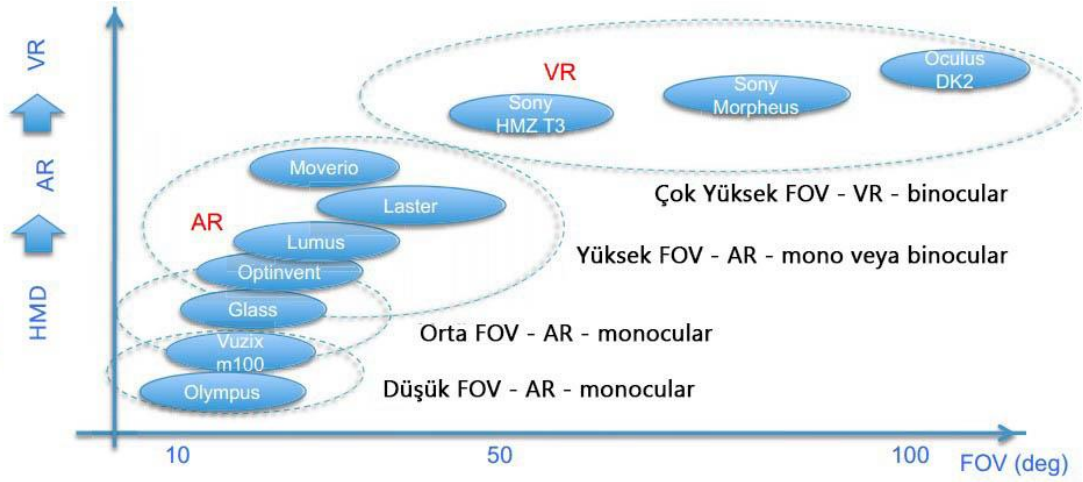 VR
AR
HMD
VR
Oculus
DK2
Sony
Morpheus
Sony
HMZ T3
Moverio
Çok Yüksek FOV - VR - binocular
Laster
AR
Lumus
Yüksek FOV - AR - mono veya binocular
Optinvent
Glass
Orta FOV - AR - monocular
Vuzix
m100
Düşük FOV - AR - monocular
Olympus
10
50
100
FOV (deg)